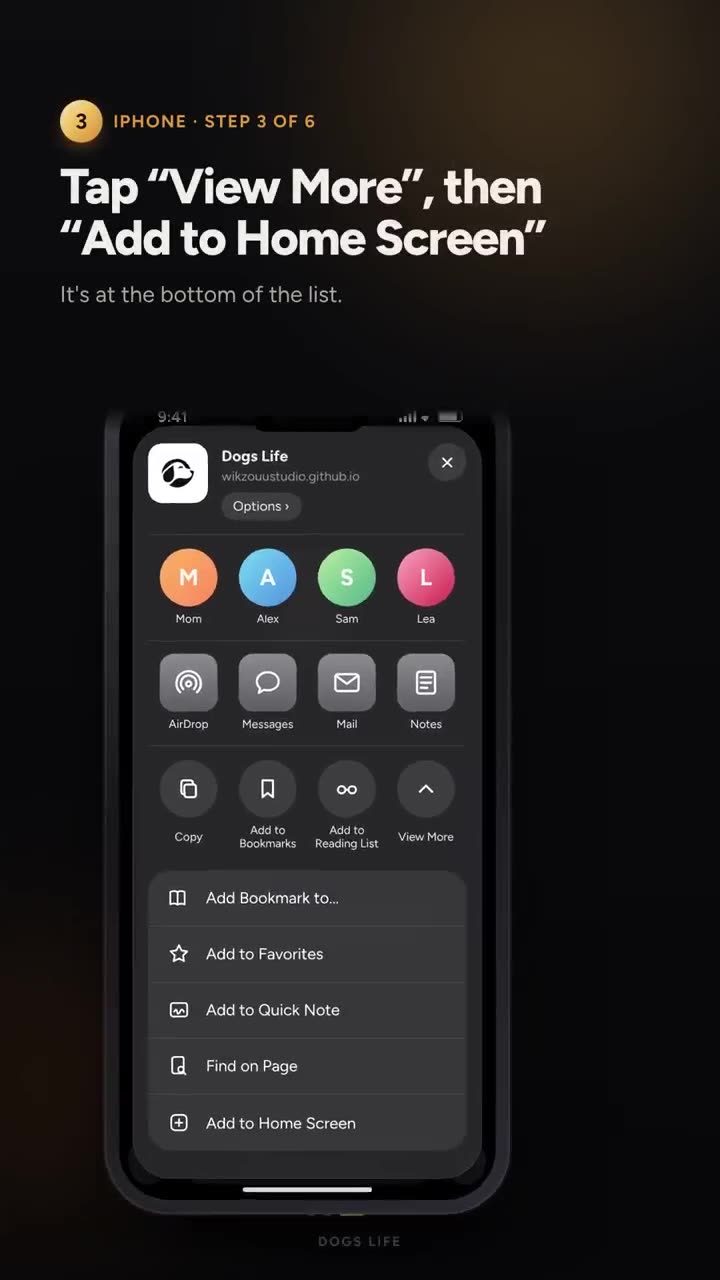 3 IPHONE · STEP 3 OF 6
Tap “View More”, then
“Add to Home Screen”
It's at the bottom of the list.
9:41
Dogs Life
wikzouustudio.github.io
Options ›
M A S L
Mom Alex Sam Lea
AirDrop Messages Mail Notes
Copy Add to Bookmarks Add to Reading List View More
Add Bookmark to...
Add to Favorites
Add to Quick Note
Find on Page
Add to Home Screen
DOGS LIFE